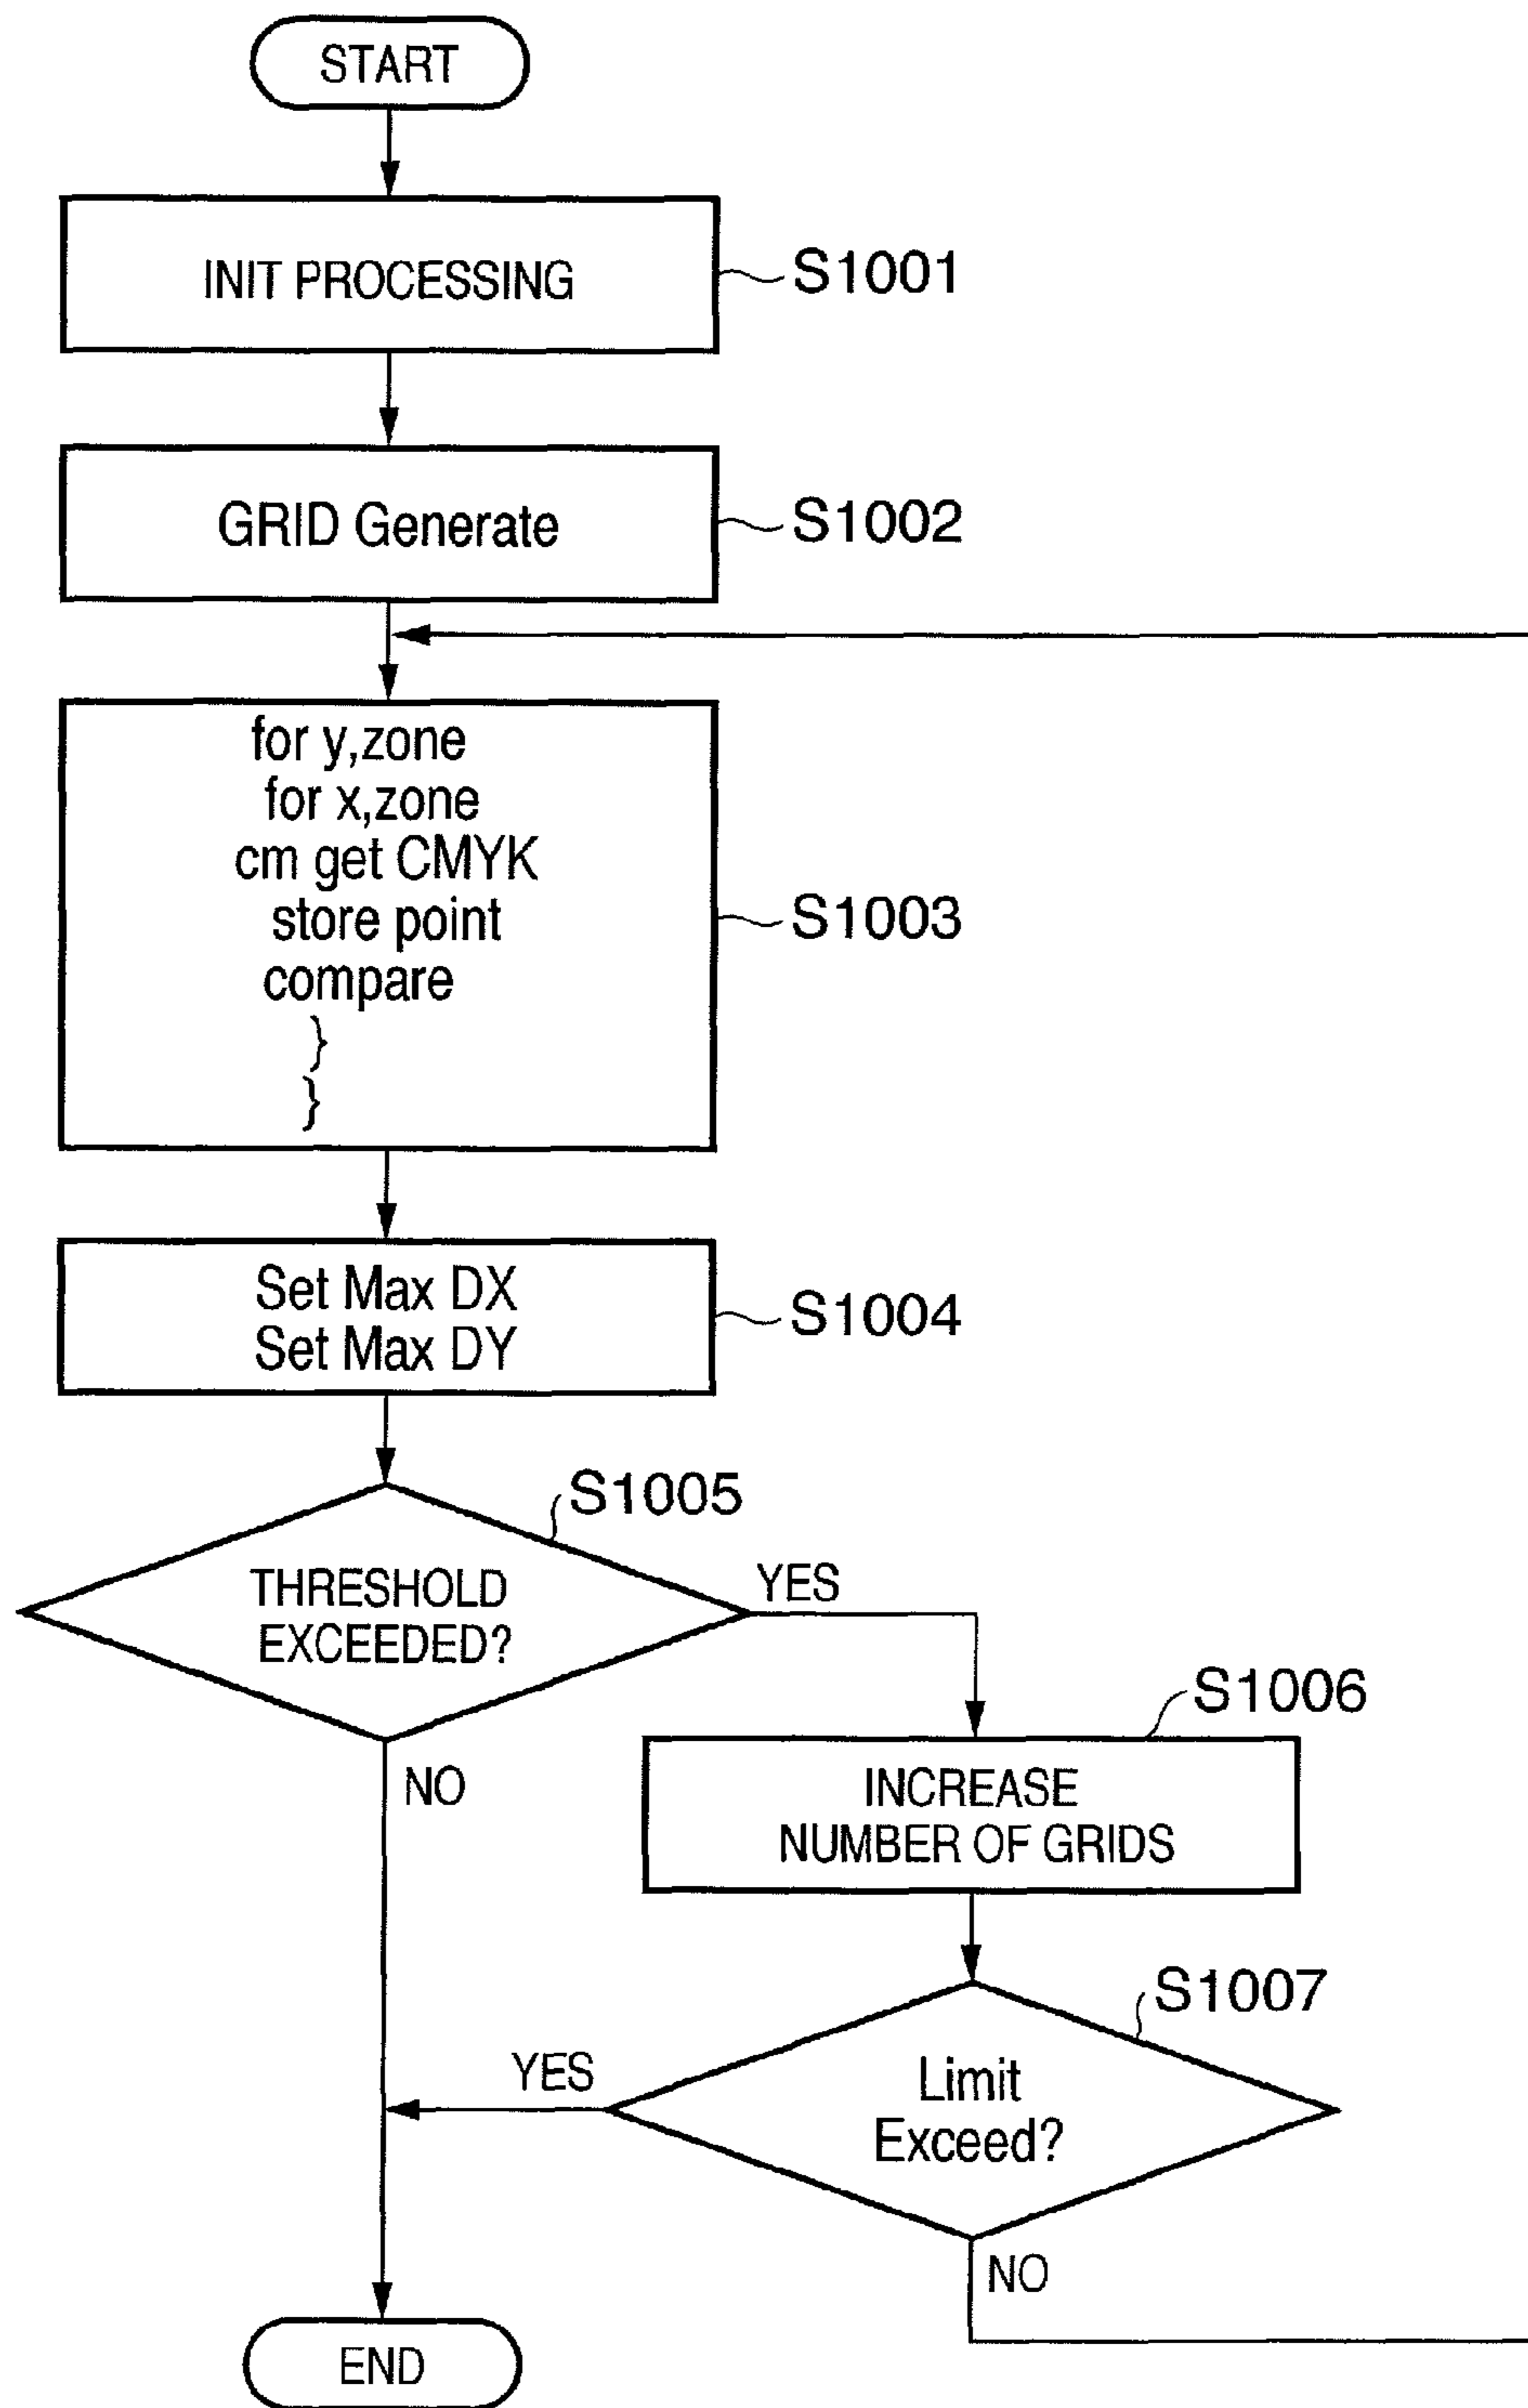 START
INIT PROCESSING
S1001
GRID Generate
S1002
for y,zone
for x,zone
cm get CMYK
store point
compare
}
}
S1003
Set Max DX
Set Max DY
S1004
S1005
THRESHOLD
EXCEEDED?
YES
NO
S1006
INCREASE
NUMBER OF GRIDS
S1007
Limit
Exceed?
YES
NO
END